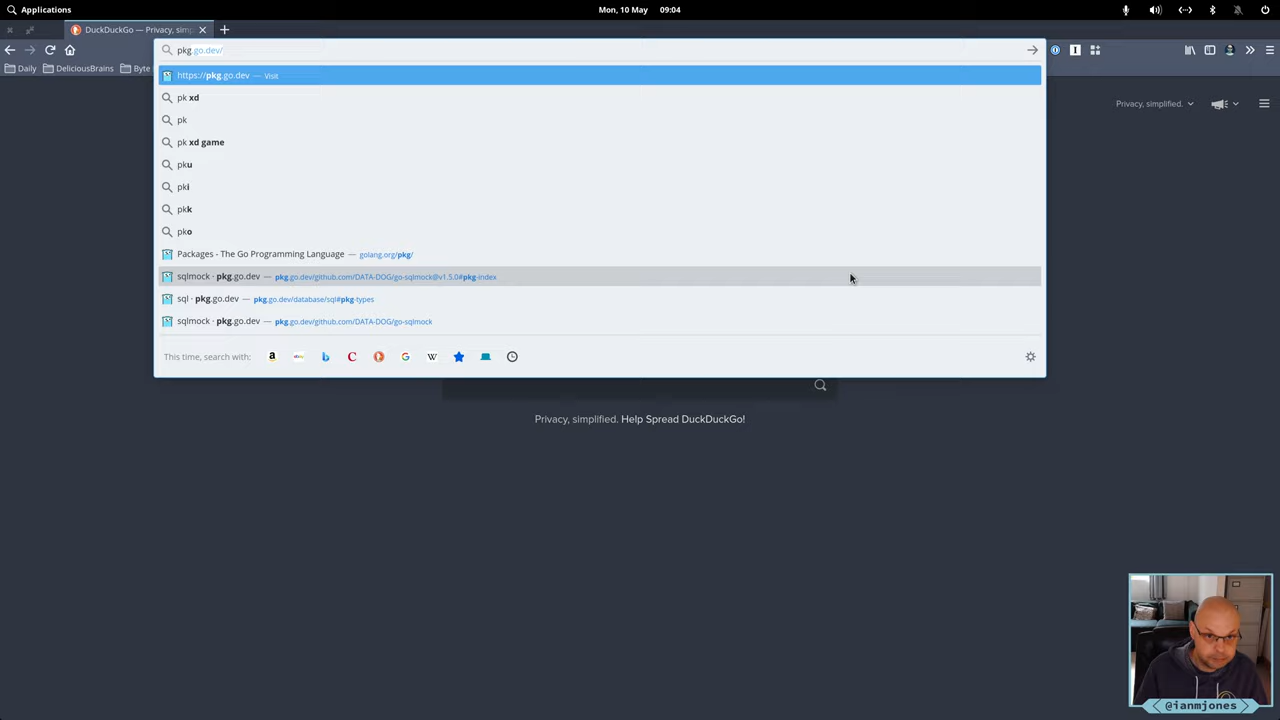 Applications
Mon, 10 May 09:04
DuckDuckGo — Privacy, simp
Daily DeliciousBrains Byte
pkg.go.dev/
https://pkg.go.dev — Visit
pk xd
pk
pk xd game
pku
pki
pkk
pko
Packages - The Go Programming Language — golang.org/pkg/
sqlmock · pkg.go.dev — pkg.go.dev/github.com/DATA-DOG/go-sqlmock@v1.5.0#pkg-index
sql · pkg.go.dev — pkg.go.dev/database/sql#pkg-types
sqlmock · pkg.go.dev — pkg.go.dev/github.com/DATA-DOG/go-sqlmock
This time, search with:
Privacy, simplified.
Privacy, simplified. Help Spread DuckDuckGo!
@ianmjones